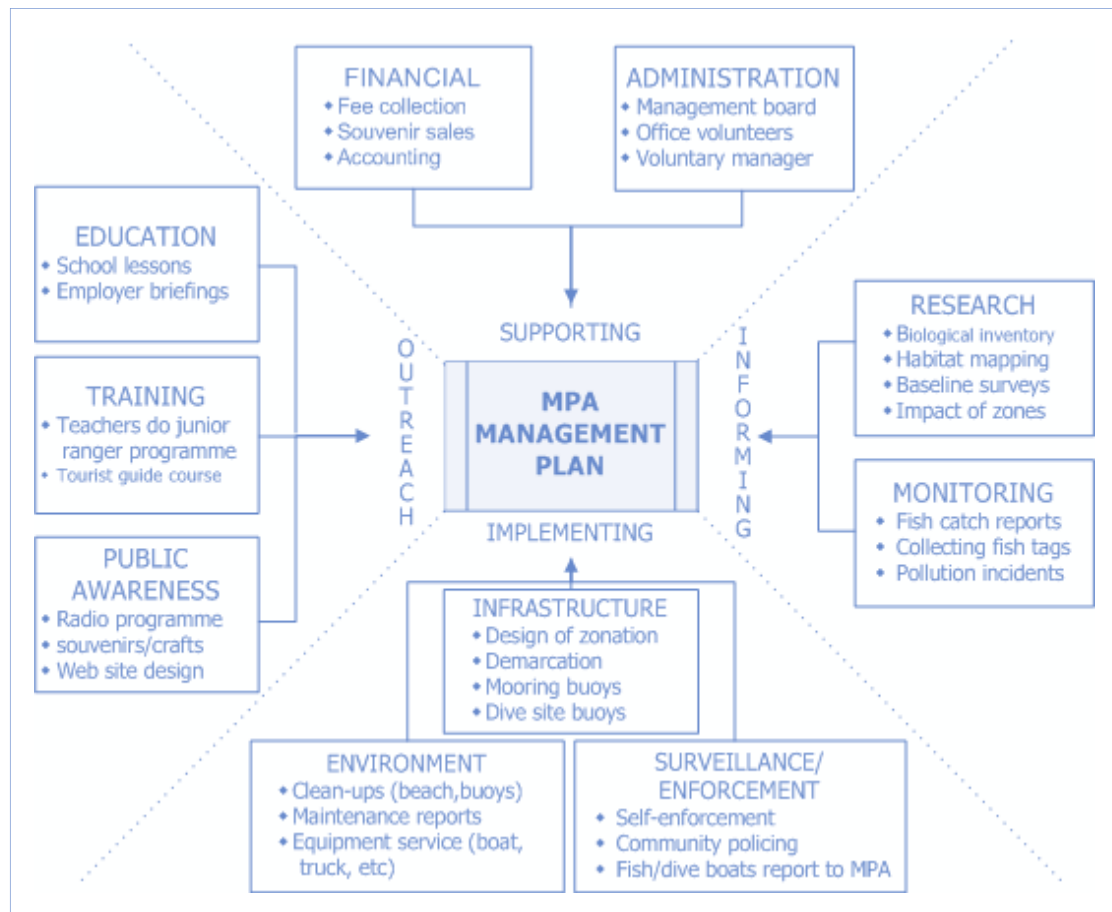 FINANCIAL
◆ Fee collection
◆ Souvenir sales
◆ Accounting
ADMINISTRATION
◆ Management board
◆ Office volunteers
◆ Voluntary manager
EDUCATION
◆ School lessons
◆ Employer briefings
TRAINING
◆ Teachers do junior
ranger programme
◆ Tourist guide course
PUBLIC
AWARENESS
◆ Radio programme
◆ souvenirs/crafts
◆ Web site design
OUTREACH
SUPPORTING
MPA
MANAGEMENT
PLAN
IMPLEMENTING
INFORMING
RESEARCH
◆ Biological inventory
◆ Habitat mapping
◆ Baseline surveys
◆ Impact of zones
MONITORING
◆ Fish catch reports
◆ Collecting fish tags
◆ Pollution incidents
INFRASTRUCTURE
◆ Design of zonation
◆ Demarcation
◆ Mooring buoys
◆ Dive site buoys
ENVIRONMENT
◆ Clean-ups (beach,buoys)
◆ Maintenance reports
◆ Equipment service (boat,
truck, etc)
SURVEILLANCE/
ENFORCEMENT
◆ Self-enforcement
◆ Community policing
◆ Fish/dive boats report to MPA